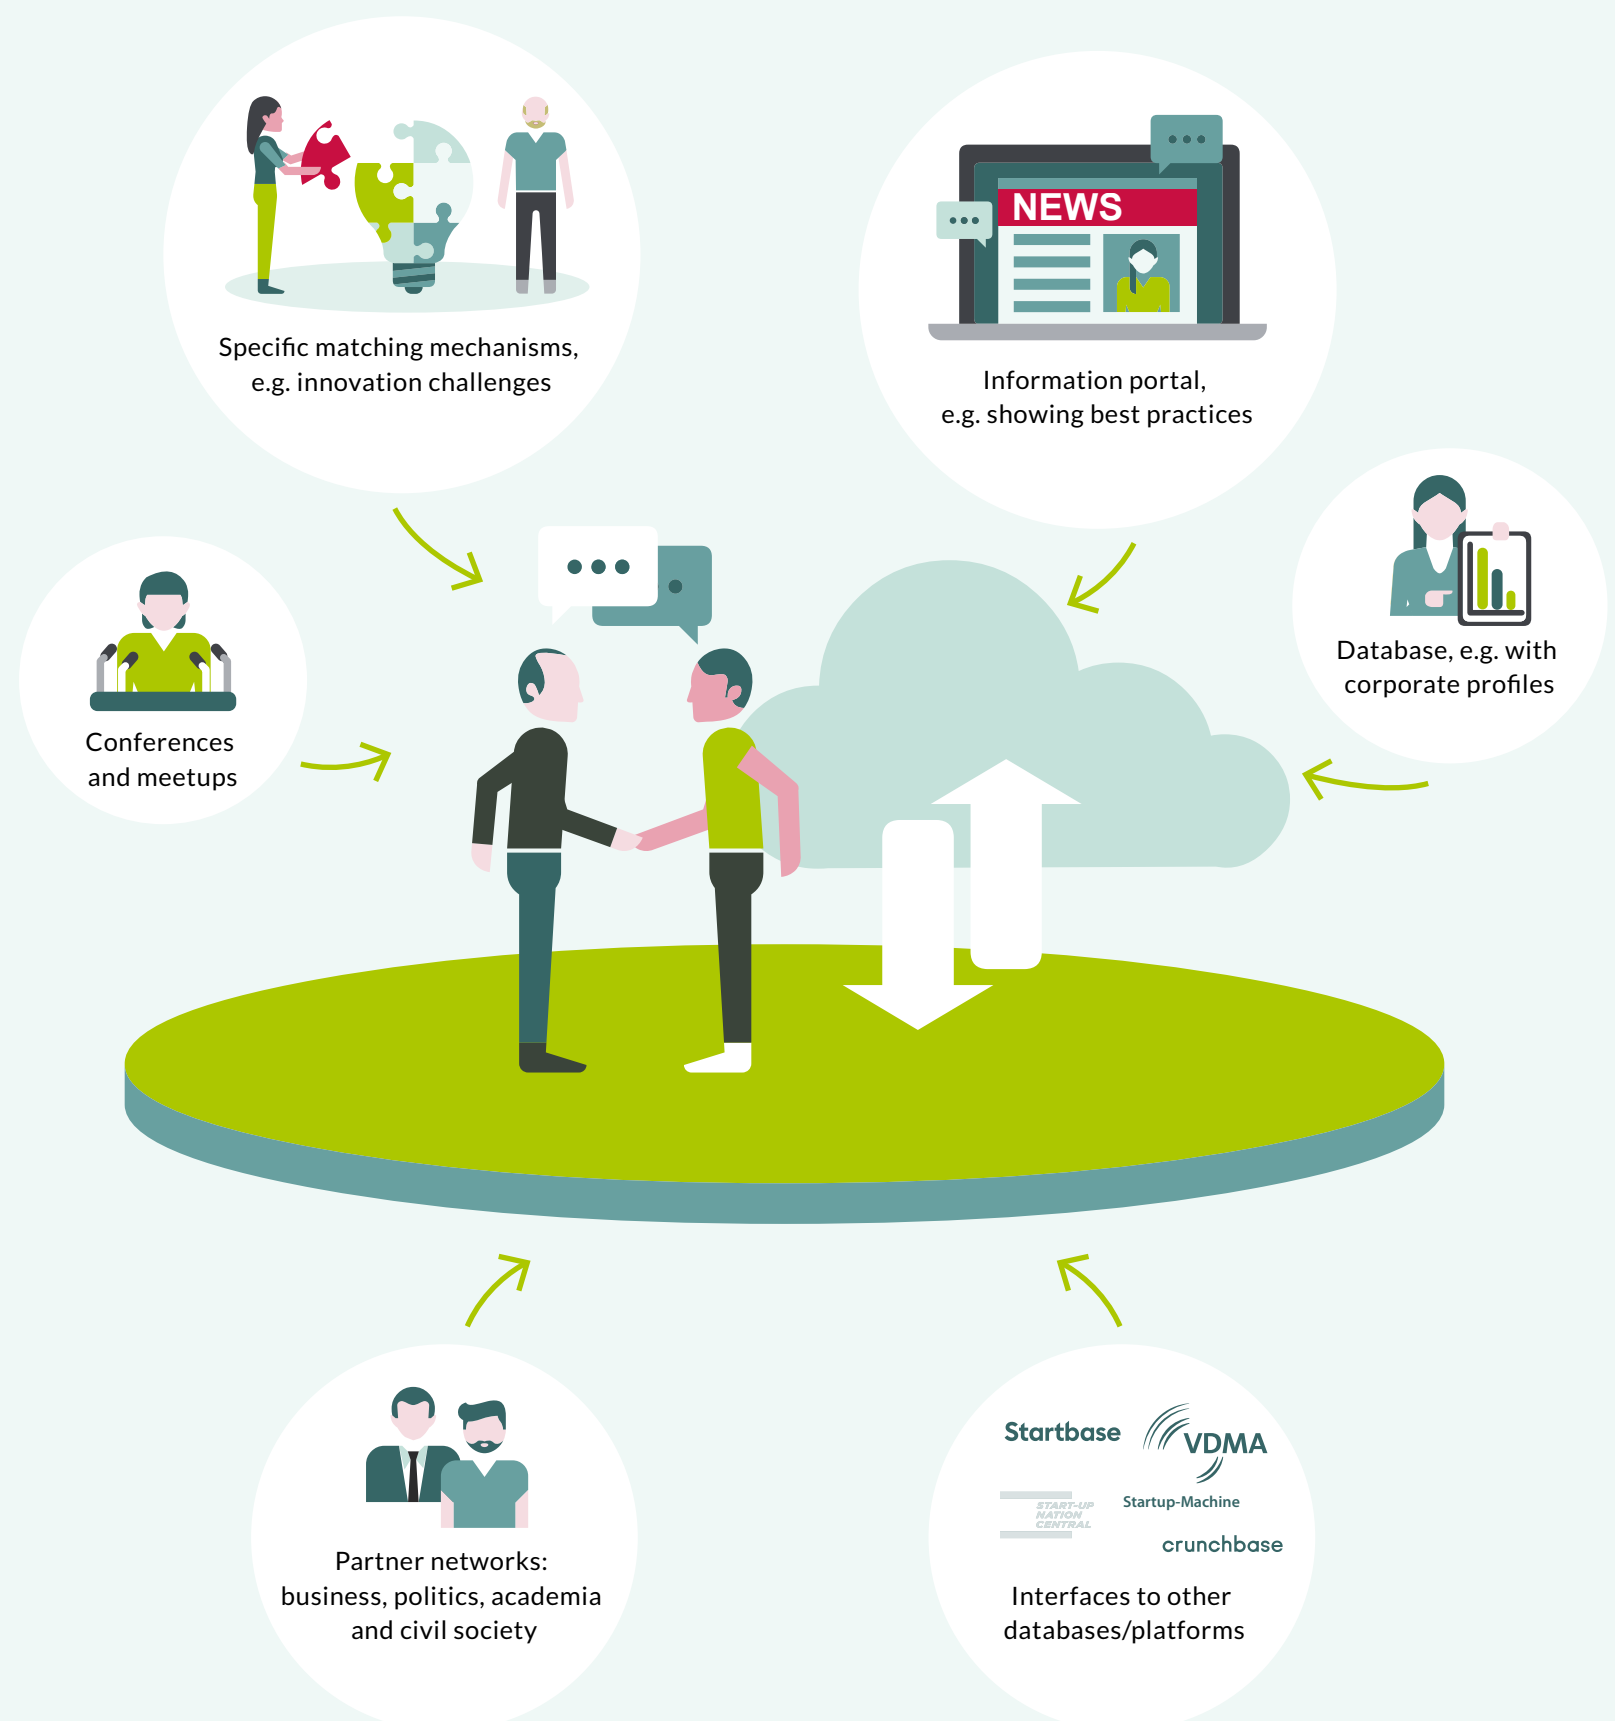 Specific matching mechanisms,
e.g. innovation challenges
NEWS
Information portal,
e.g. showing best practices
Database, e.g. with
corporate profiles
Conferences
and meetups
Partner networks:
business, politics, academia
and civil society
Startbase
VDMA
Startup-Machine
START-UP
NATION
CENTRAL
crunchbase
Interfaces to other
databases/platforms